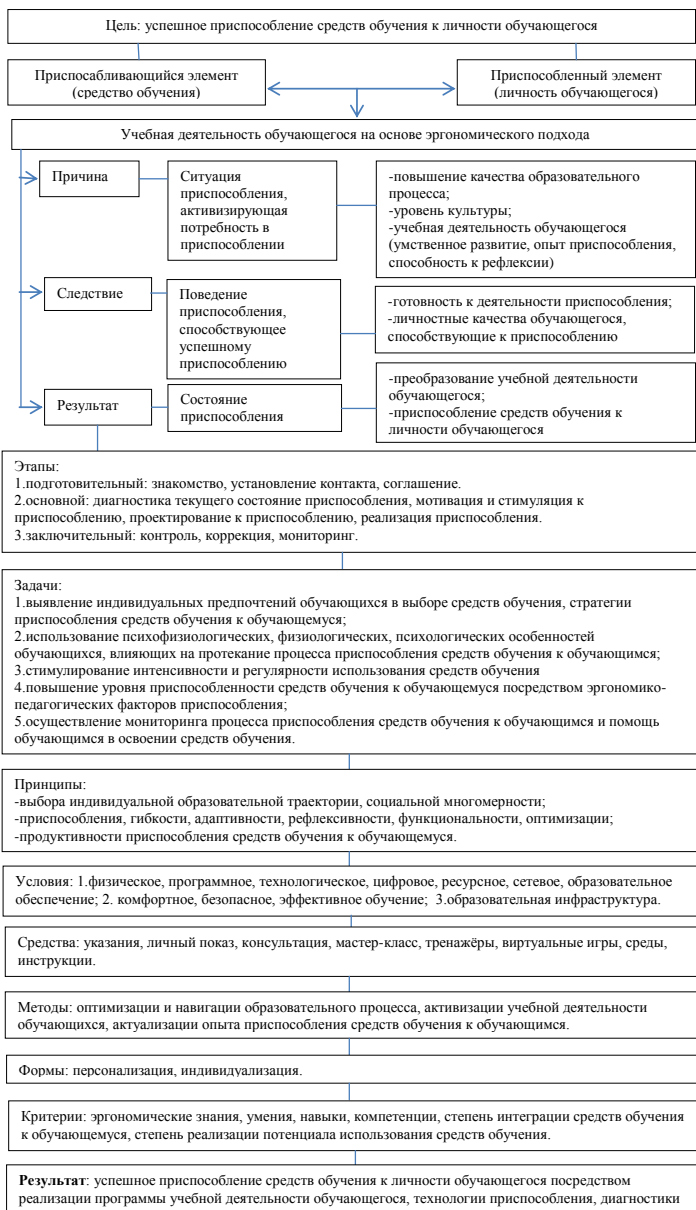 Цель: успешное приспособление средств обучения к личности обучающегося
Приспосабливающийся элемент
(средство обучения)
Приспособленный элемент
(личность обучающегося)
Учебная деятельность обучающегося на основе эргономического подхода
Причина
Ситуация
приспособления,
активизирующая
потребность в
приспособлении
-повышение качества образовательного
процесса;
-уровень культуры;
-учебная деятельность обучающегося
(умственное развитие, опыт приспособления,
способность к рефлексии)
Следствие
Поведение
приспособления,
способствующее
успешному
приспособлению
-готовность к деятельности приспособления;
-личностные качества обучающегося,
способствующие к приспособлению
Результат
Состояние
приспособления
-преобразование учебной деятельности
обучающегося;
-приспособление средств обучения к
личности обучающегося
Этапы:
1.подготовительный: знакомство, установление контакта, соглашение.
2.основной: диагностика текущего состояние приспособления, мотивация и стимуляция к
приспособлению, проектирование к приспособлению, реализация приспособления.
3.заключительный: контроль, коррекция, мониторинг.
Задачи:
1.выявление индивидуальных предпочтений обучающихся в выборе средств обучения, стратегии
приспособления средств обучения к обучающемуся;
2.использование психофизиологических, физиологических, психологических особенностей
обучающихся, влияющих на протекание процесса приспособления средств обучения к обучающимся;
3.стимулирование интенсивности и регулярности использования средств обучения
4.повышение уровня приспособленности средств обучения к обучающемуся посредством эргономико-
педагогических факторов приспособления;
5.осуществление мониторинга процесса приспособления средств обучения к обучающимся и помощь
обучающимся в освоении средств обучения.
Принципы:
-выбора индивидуальной образовательной траектории, социальной многомерности;
-приспособления, гибкости, адаптивности, рефлексивности, функциональности, оптимизации;
-продуктивности приспособления средств обучения к обучающемуся.
Условия: 1.физическое, программное, технологическое, цифровое, ресурсное, сетевое, образовательное
обеспечение; 2. комфортное, безопасное, эффективное обучение; 3.образовательная инфраструктура.
Средства: указания, личный показ, консультация, мастер-класс, тренажёры, виртуальные игры, среды,
инструкции.
Методы: оптимизации и навигации образовательного процесса, активизации учебной деятельности
обучающихся, актуализации опыта приспособления средств обучения к обучающимся.
Формы: персонализация, индивидуализация.
Критерии: эргономические знания, умения, навыки, компетенции, степень интеграции средств обучения
к обучающемуся, степень реализации потенциала использования средств обучения.
Результат: успешное приспособление средств обучения к личности обучающегося посредством
реализации программы учебной деятельности обучающегося, технологии приспособления, диагностики